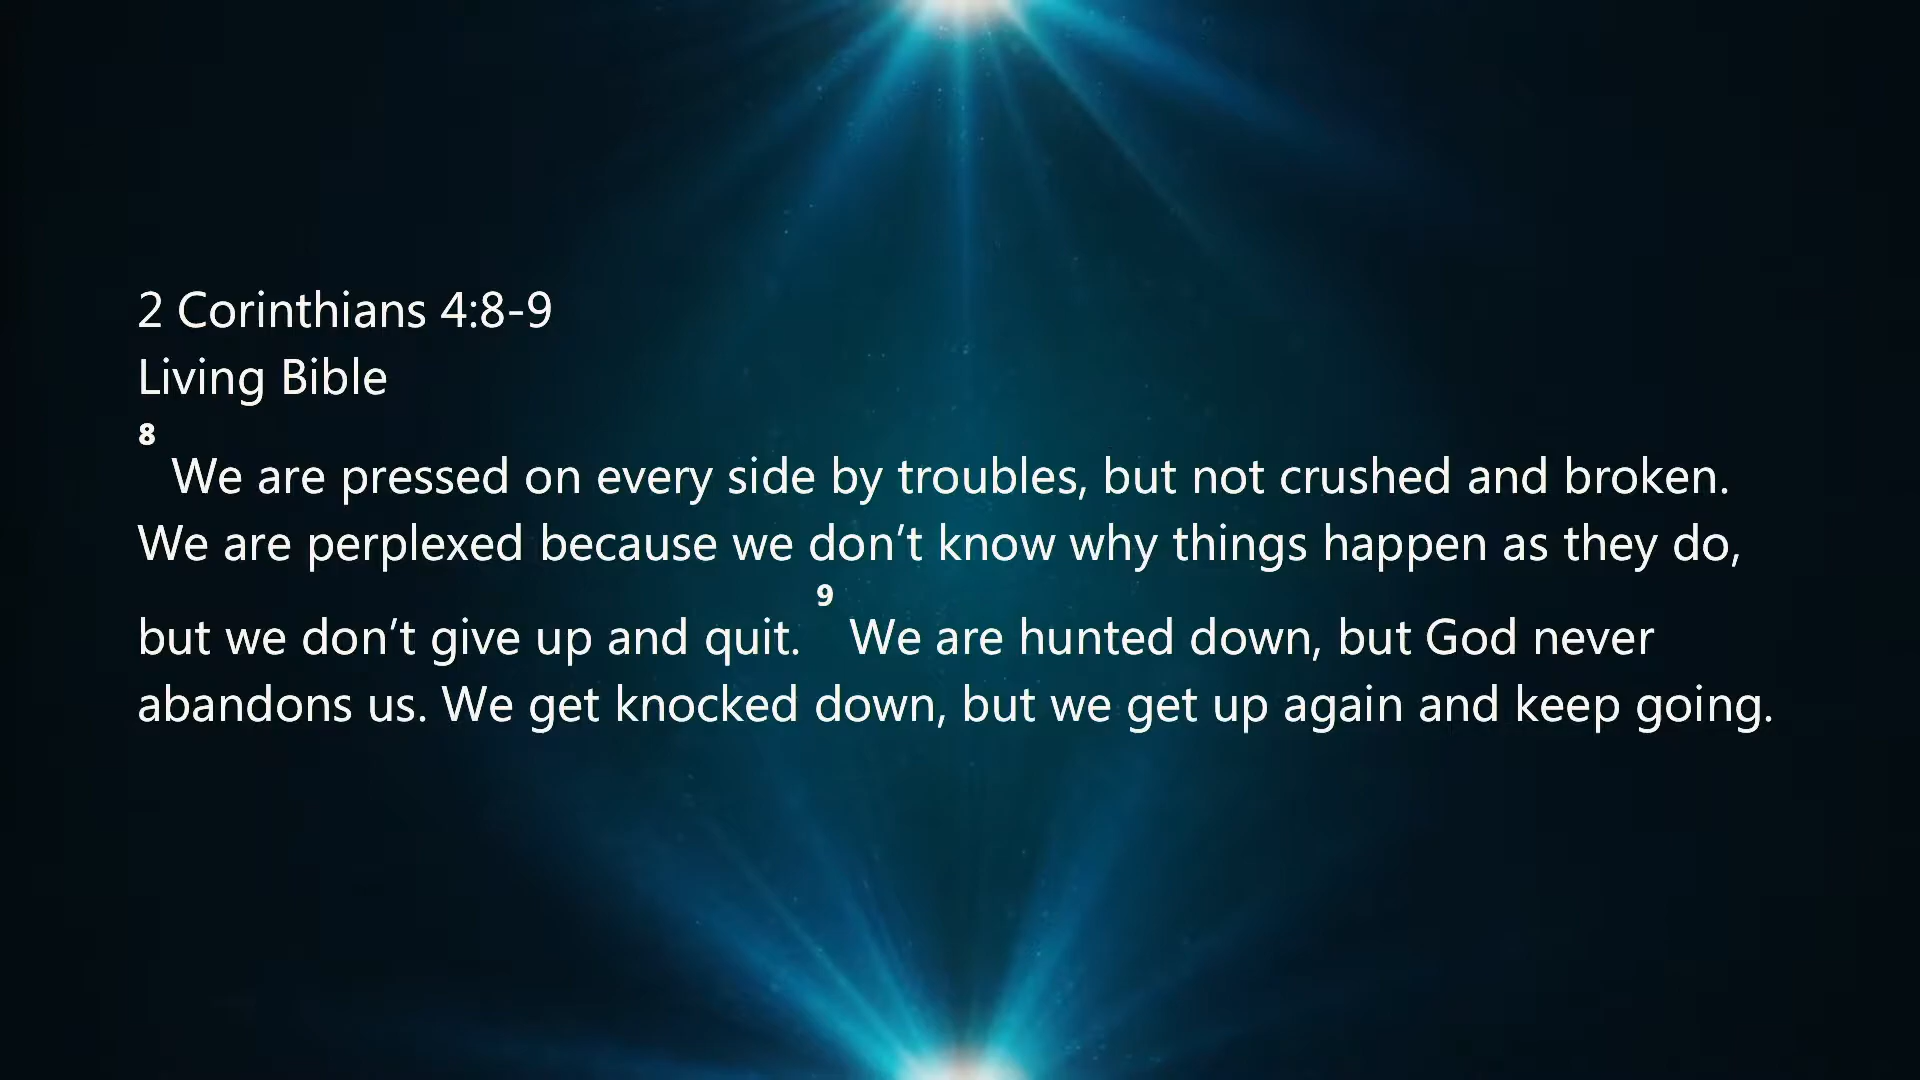 2 Corinthians 4:8-9
Living Bible
8 We are pressed on every side by troubles, but not crushed and broken.
We are perplexed because we don’t know why things happen as they do,
but we don’t give up and quit. 9 We are hunted down, but God never
abandons us. We get knocked down, but we get up again and keep going.